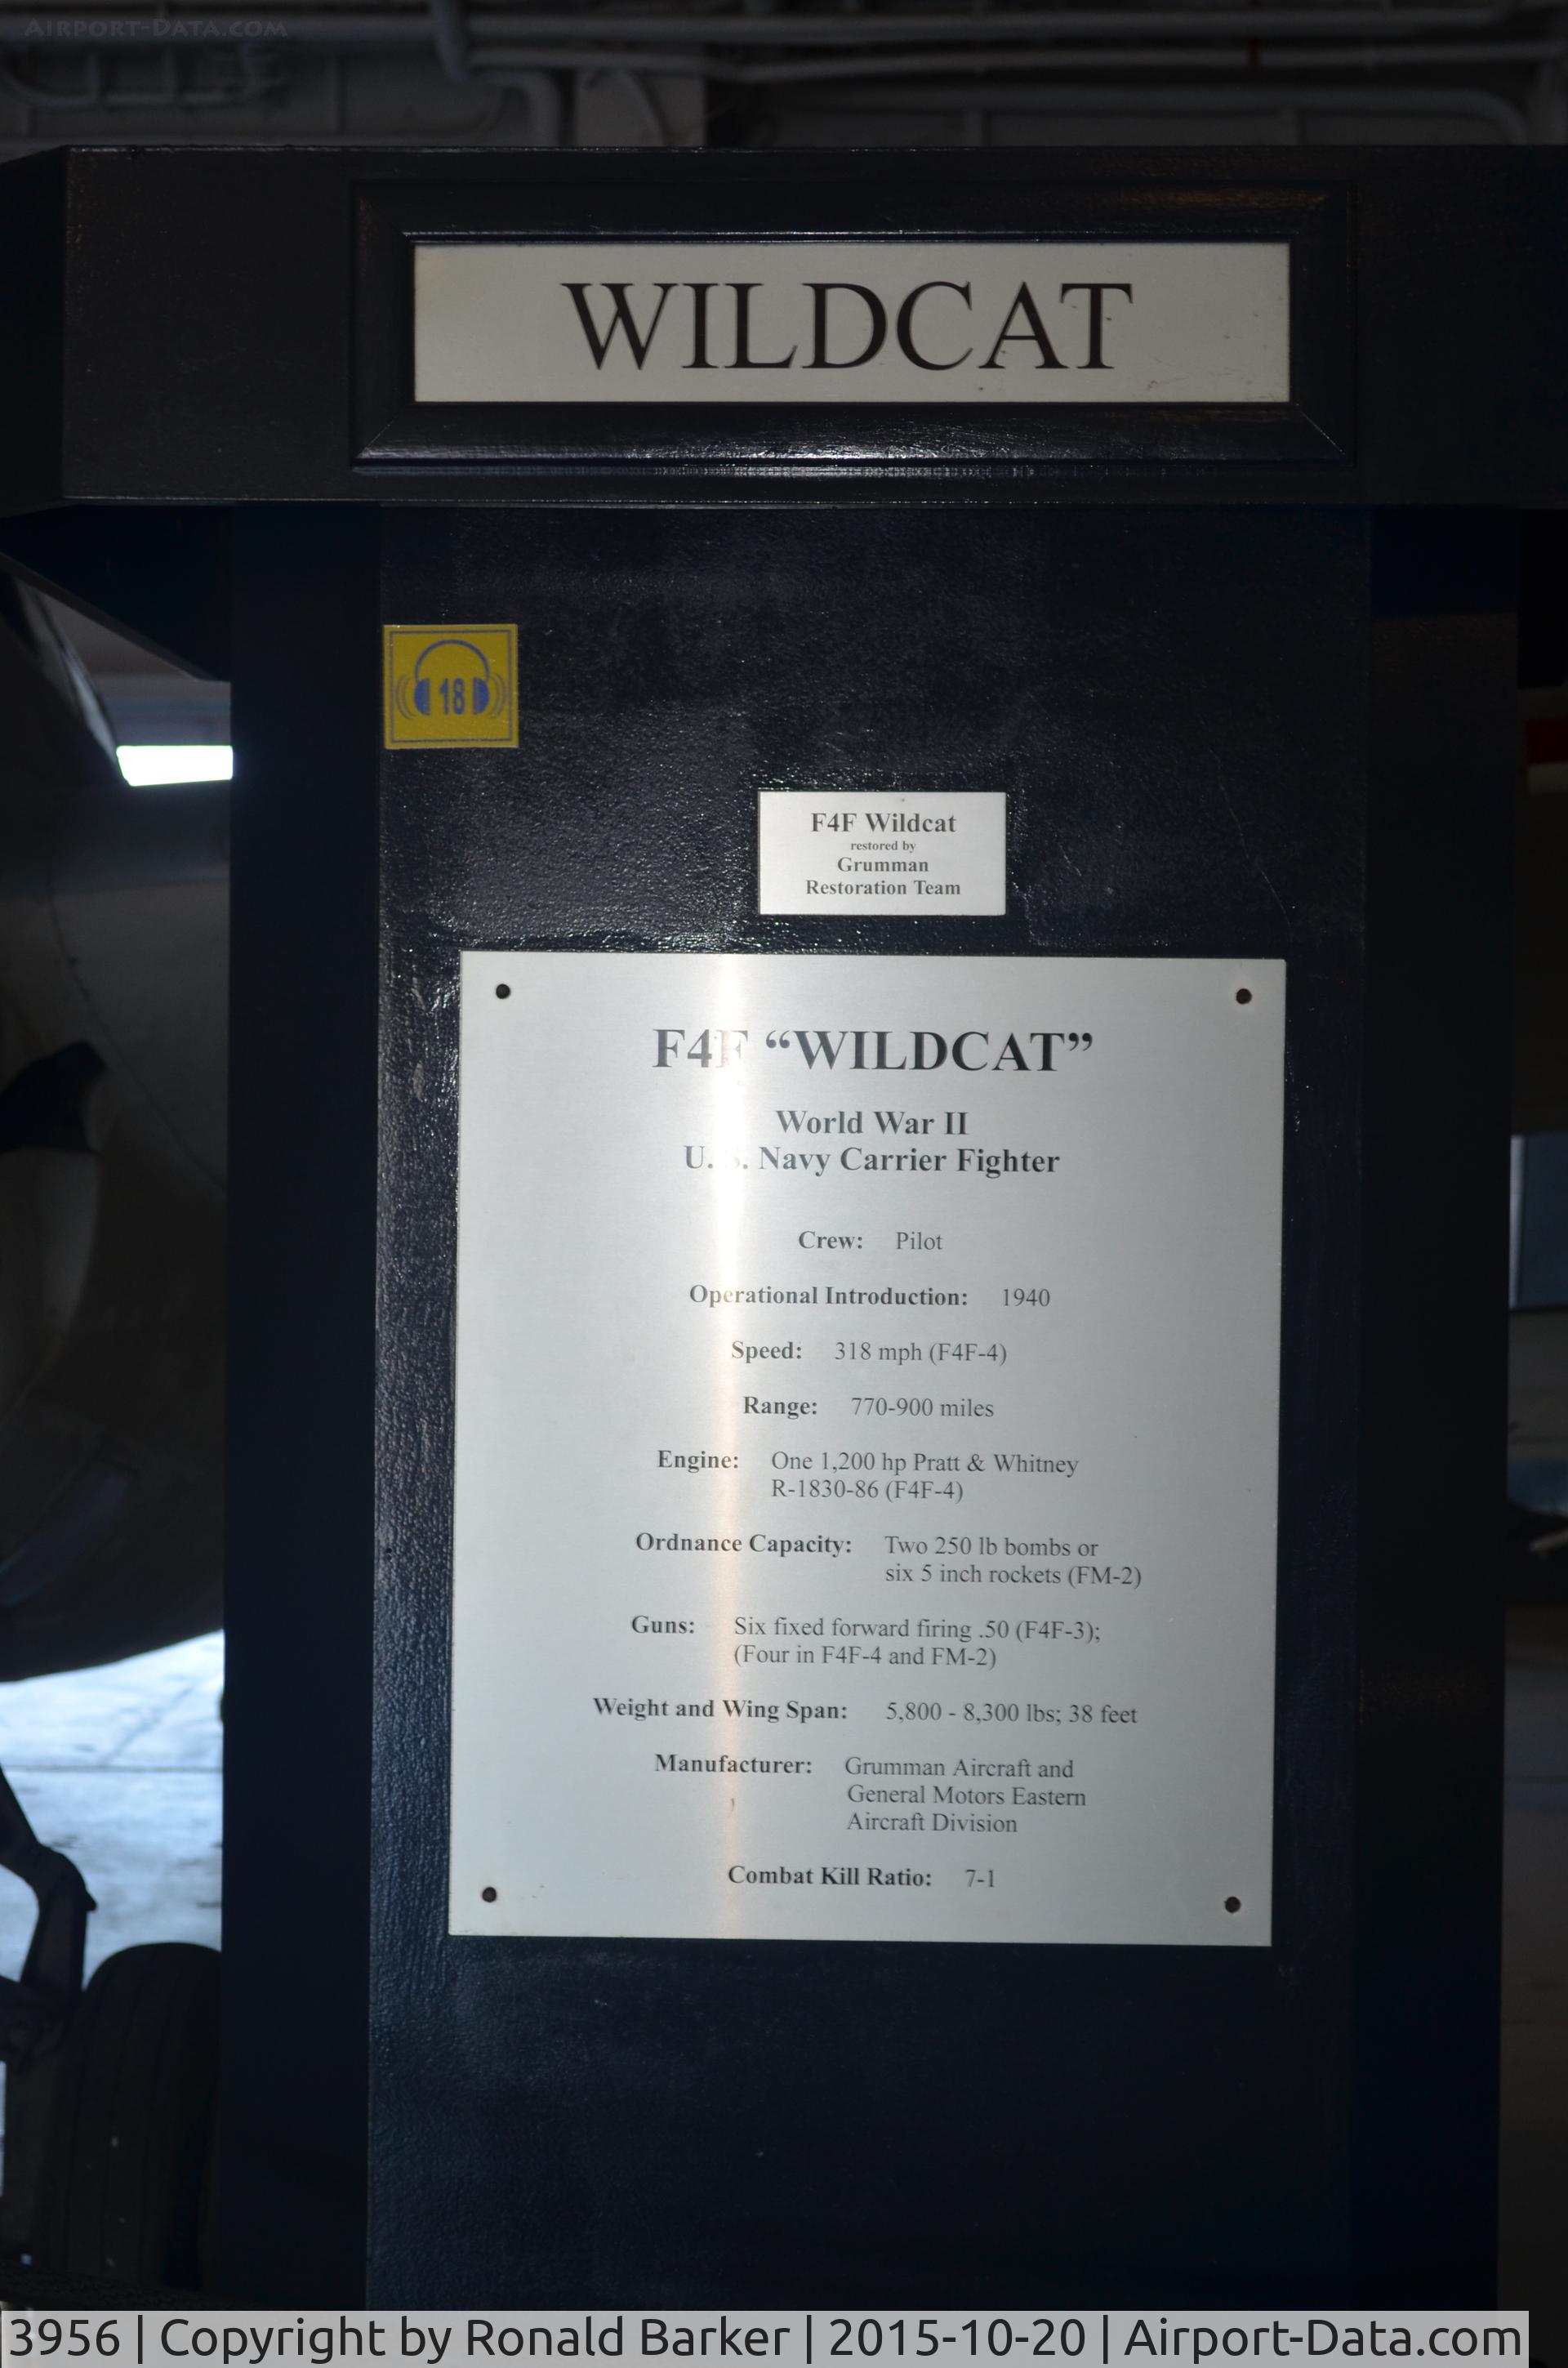 AIRPORT-DATA.COM
WILDCAT
18
F4F Wildcat
restored by
Grumman
Restoration Team
F4F “WILDCAT”
World War II
U. S. Navy Carrier Fighter
Crew: Pilot
Operational Introduction: 1940
Speed: 318 mph (F4F-4)
Range: 770-900 miles
Engine: One 1,200 hp Pratt & Whitney
R-1830-86 (F4F-4)
Ordnance Capacity: Two 250 lb bombs or
six 5 inch rockets (FM-2)
Guns: Six fixed forward firing .50 (F4F-3);
(Four in F4F-4 and FM-2)
Weight and Wing Span: 5,800 - 8,300 lbs; 38 feet
Manufacturer: Grumman Aircraft and
General Motors Eastern
Aircraft Division
Combat Kill Ratio: 7-1
3956 | Copyright by Ronald Barker | 2015-10-20 | Airport-Data.com